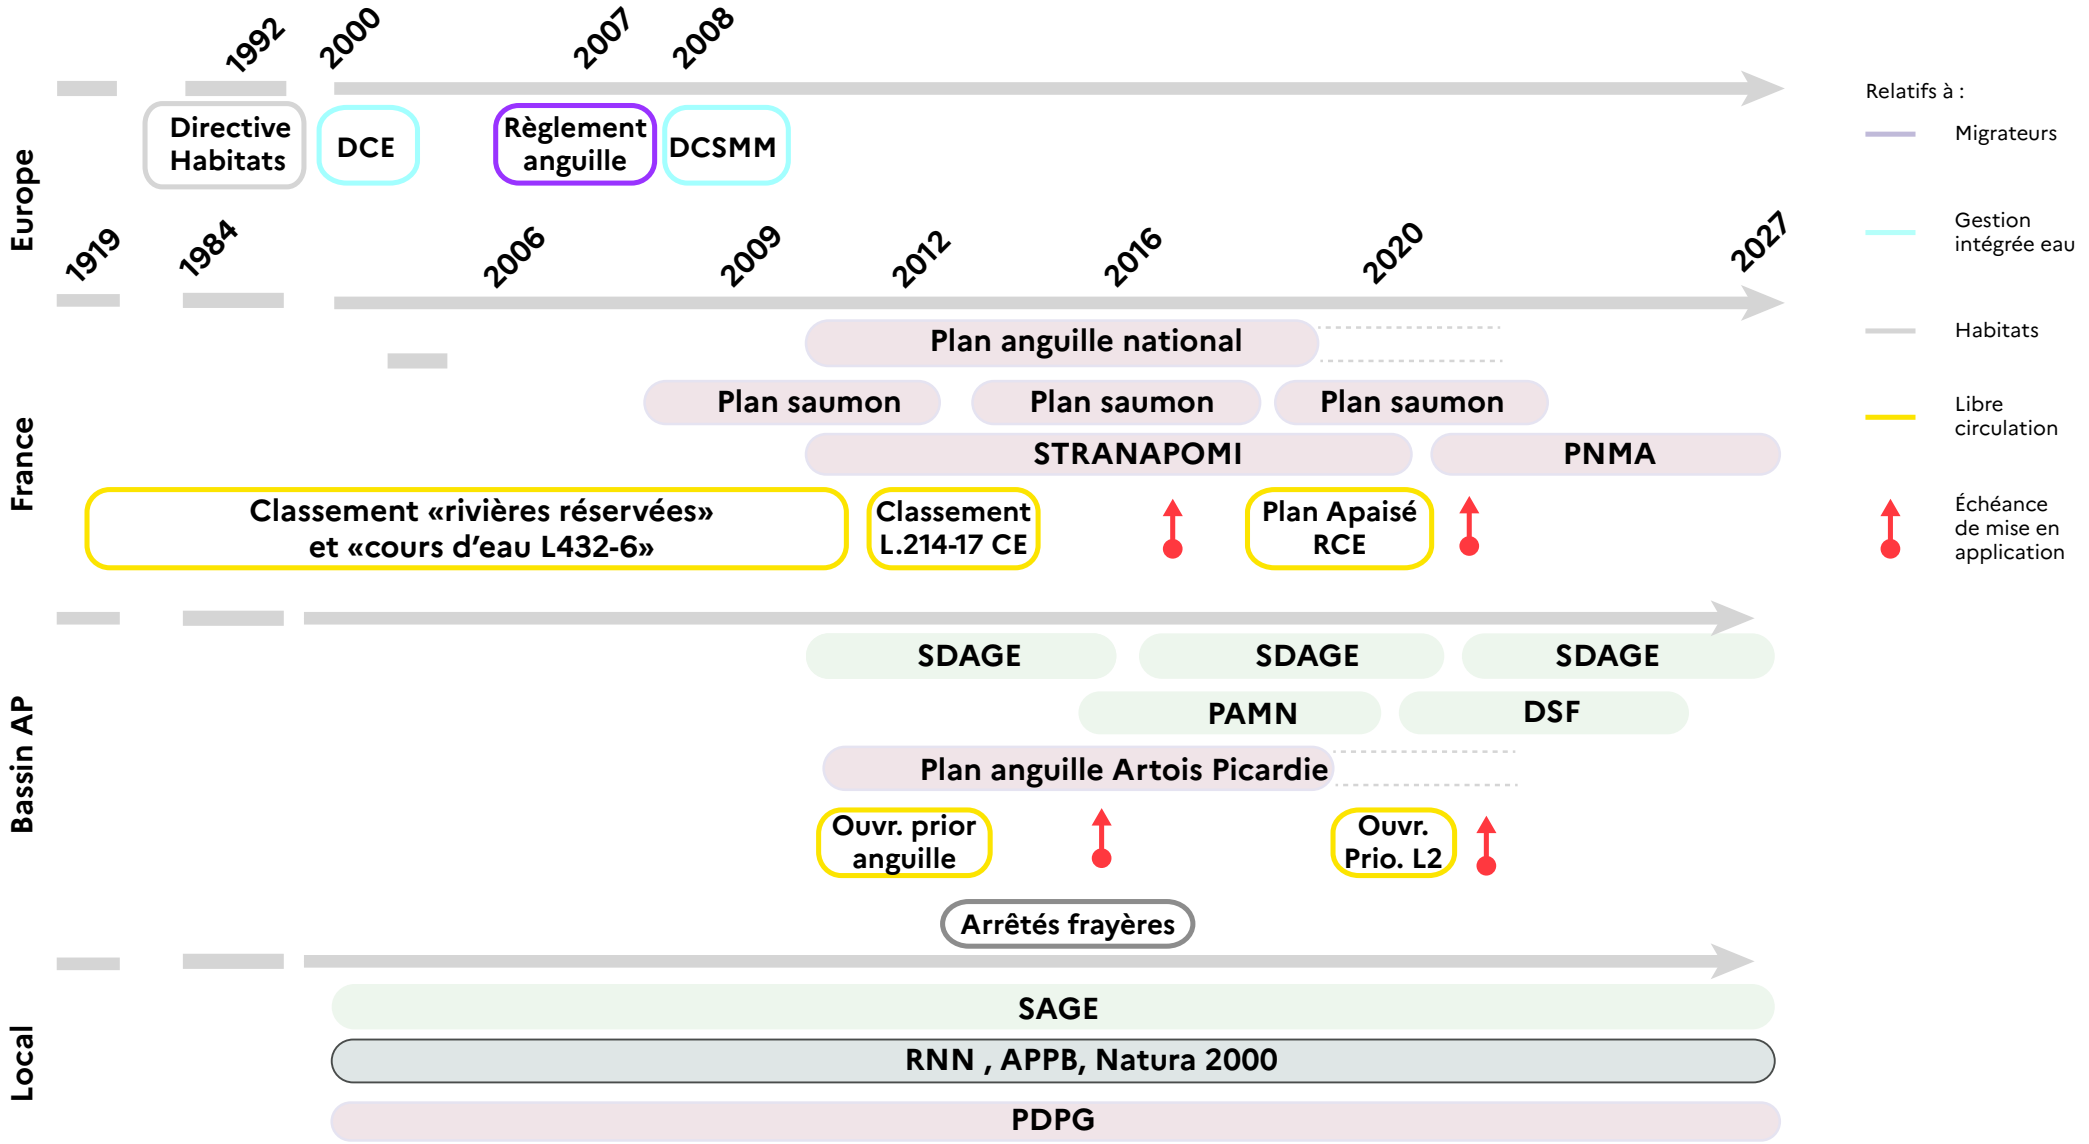 1992
2000
2007
2008
Europe
Directive
Habitats
DCE
Règlement
anguille
DCSMM
1919
1984
2006
2009
2012
2016
2020
2027
France
Plan anguille national
Plan saumon
Plan saumon
Plan saumon
STRANAPOMI
PNMA
Classement «rivières réservées»
et «cours d’eau L432-6»
Classement
L.214-17 CE
Plan Apaisé
RCE
Bassin AP
SDAGE
SDAGE
SDAGE
PAMN
DSF
Plan anguille Artois Picardie
Ouvr. prior
anguille
Ouvr.
Prio. L2
Arrêtés frayères
Local
SAGE
RNN , APPB, Natura 2000
PDPG
Relatifs à :
Migrateurs
Gestion
intégrée eau
Habitats
Libre
circulation
Échéance
de mise en
application